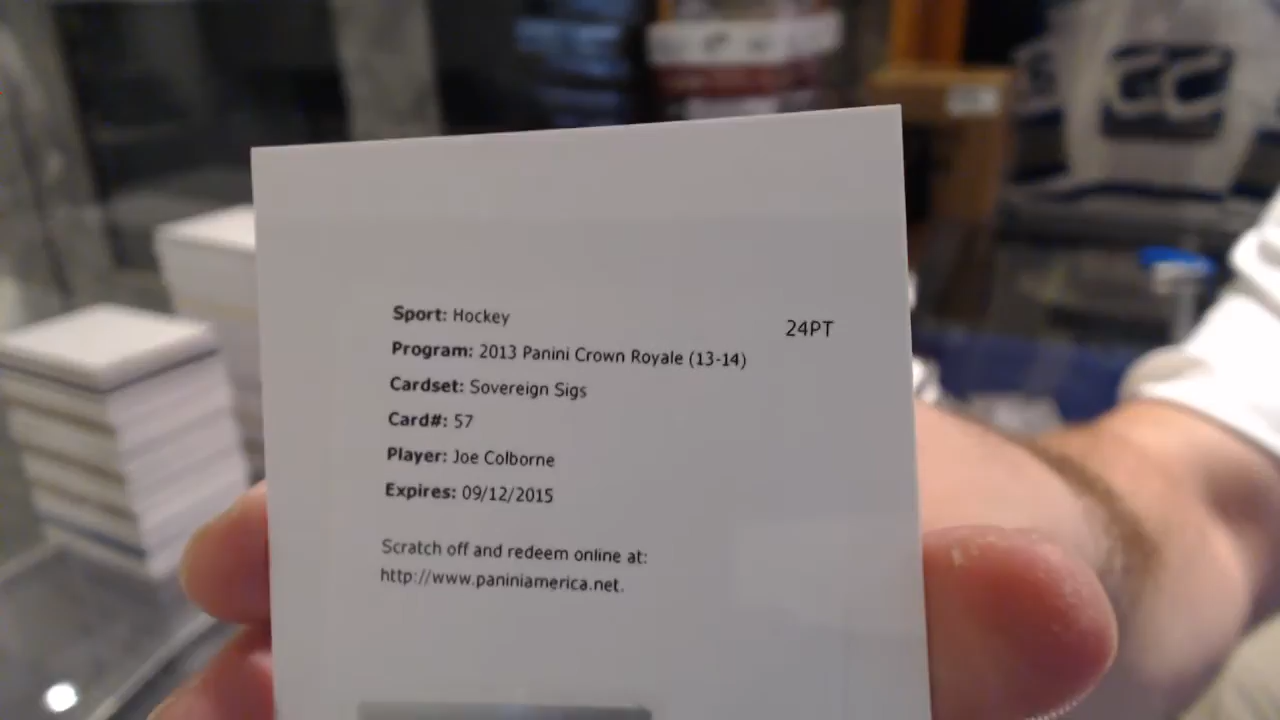 Sport: Hockey
24PT
Program: 2013 Panini Crown Royale (13-14)
Cardset: Sovereign Sigs
Card#: 57
Player: Joe Colborne
Expires: 09/12/2015
Scratch off and redeem online at:
http://www.paniniamerica.net.